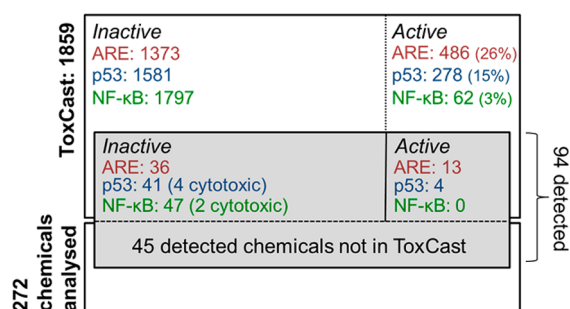 ToxCast: 1859
Inactive
ARE: 1373
p53: 1581
NF-κB: 1797
Active
ARE: 486 (26%)
p53: 278 (15%)
NF-κB: 62 (3%)
Inactive
ARE: 36
p53: 41 (4 cytotoxic)
NF-κB: 47 (2 cytotoxic)
Active
ARE: 13
p53: 4
NF-κB: 0
94 detected
45 detected chemicals not in ToxCast
272
chemicals
analysed